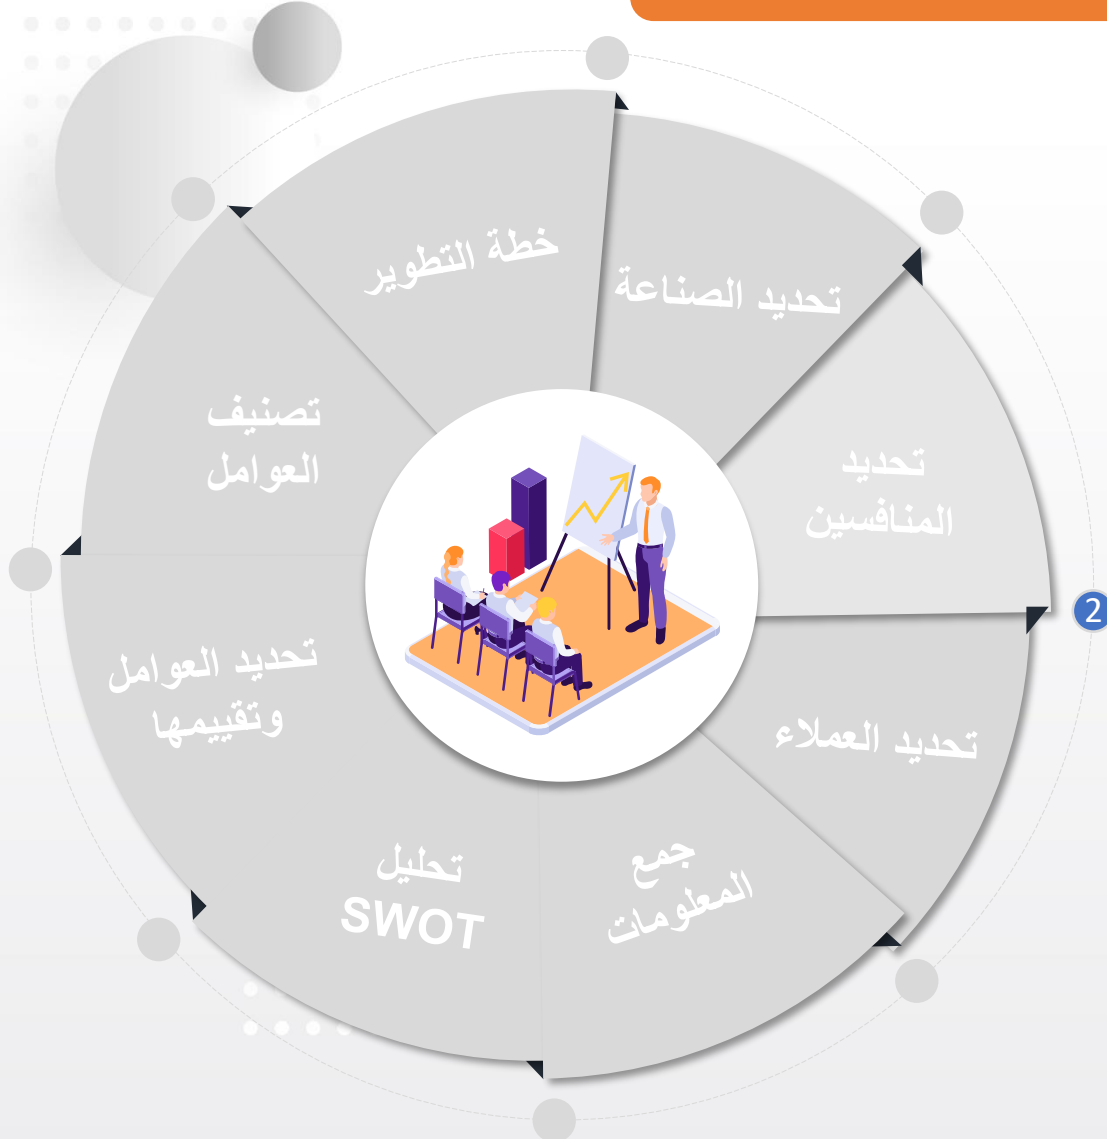 تحديد الصناعة
تحديد
المنافسين
2
تحديد العملاء
جمع
المعلومات
تحليل
SWOT
تحديد العوامل
وتقييمها
تصنيف
العوامل
خطة التطوير